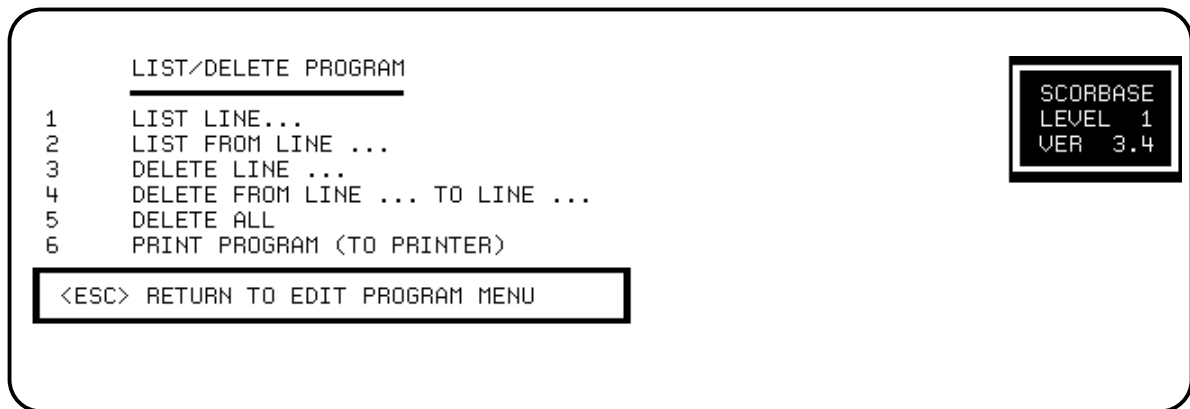 LIST/DELETE PROGRAM
1 LIST LINE...
2 LIST FROM LINE ...
3 DELETE LINE ...
4 DELETE FROM LINE ... TO LINE ...
5 DELETE ALL
6 PRINT PROGRAM (TO PRINTER)
<ESC> RETURN TO EDIT PROGRAM MENU
SCORBASE
LEVEL 1
VER 3.4